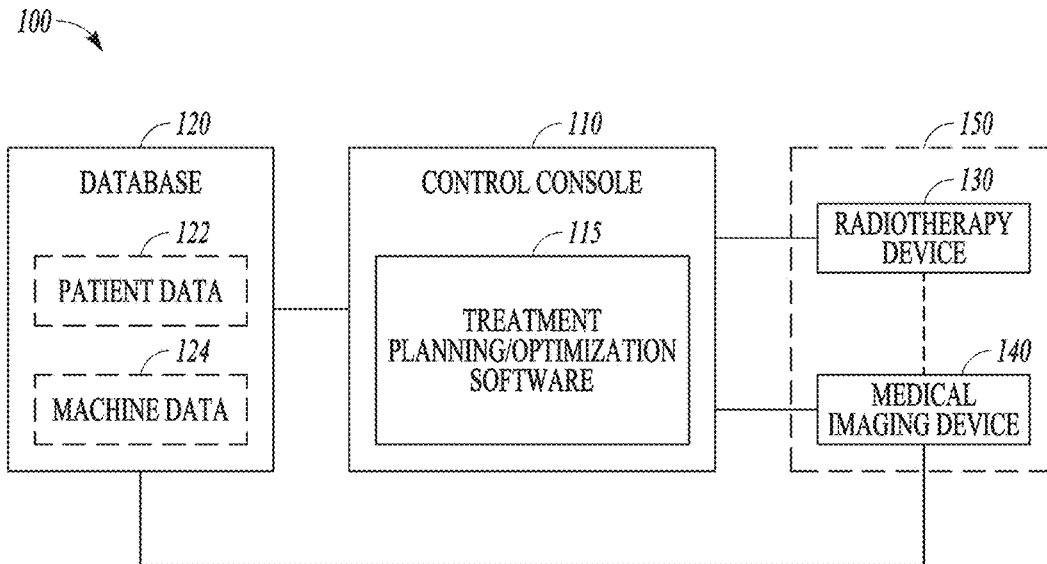 100
120
DATABASE
122
PATIENT DATA
124
MACHINE DATA
110
CONTROL CONSOLE
115
TREATMENT
PLANNING/OPTIMIZATION
SOFTWARE
150
130
RADIOTHERAPY
DEVICE
140
MEDICAL
IMAGING DEVICE